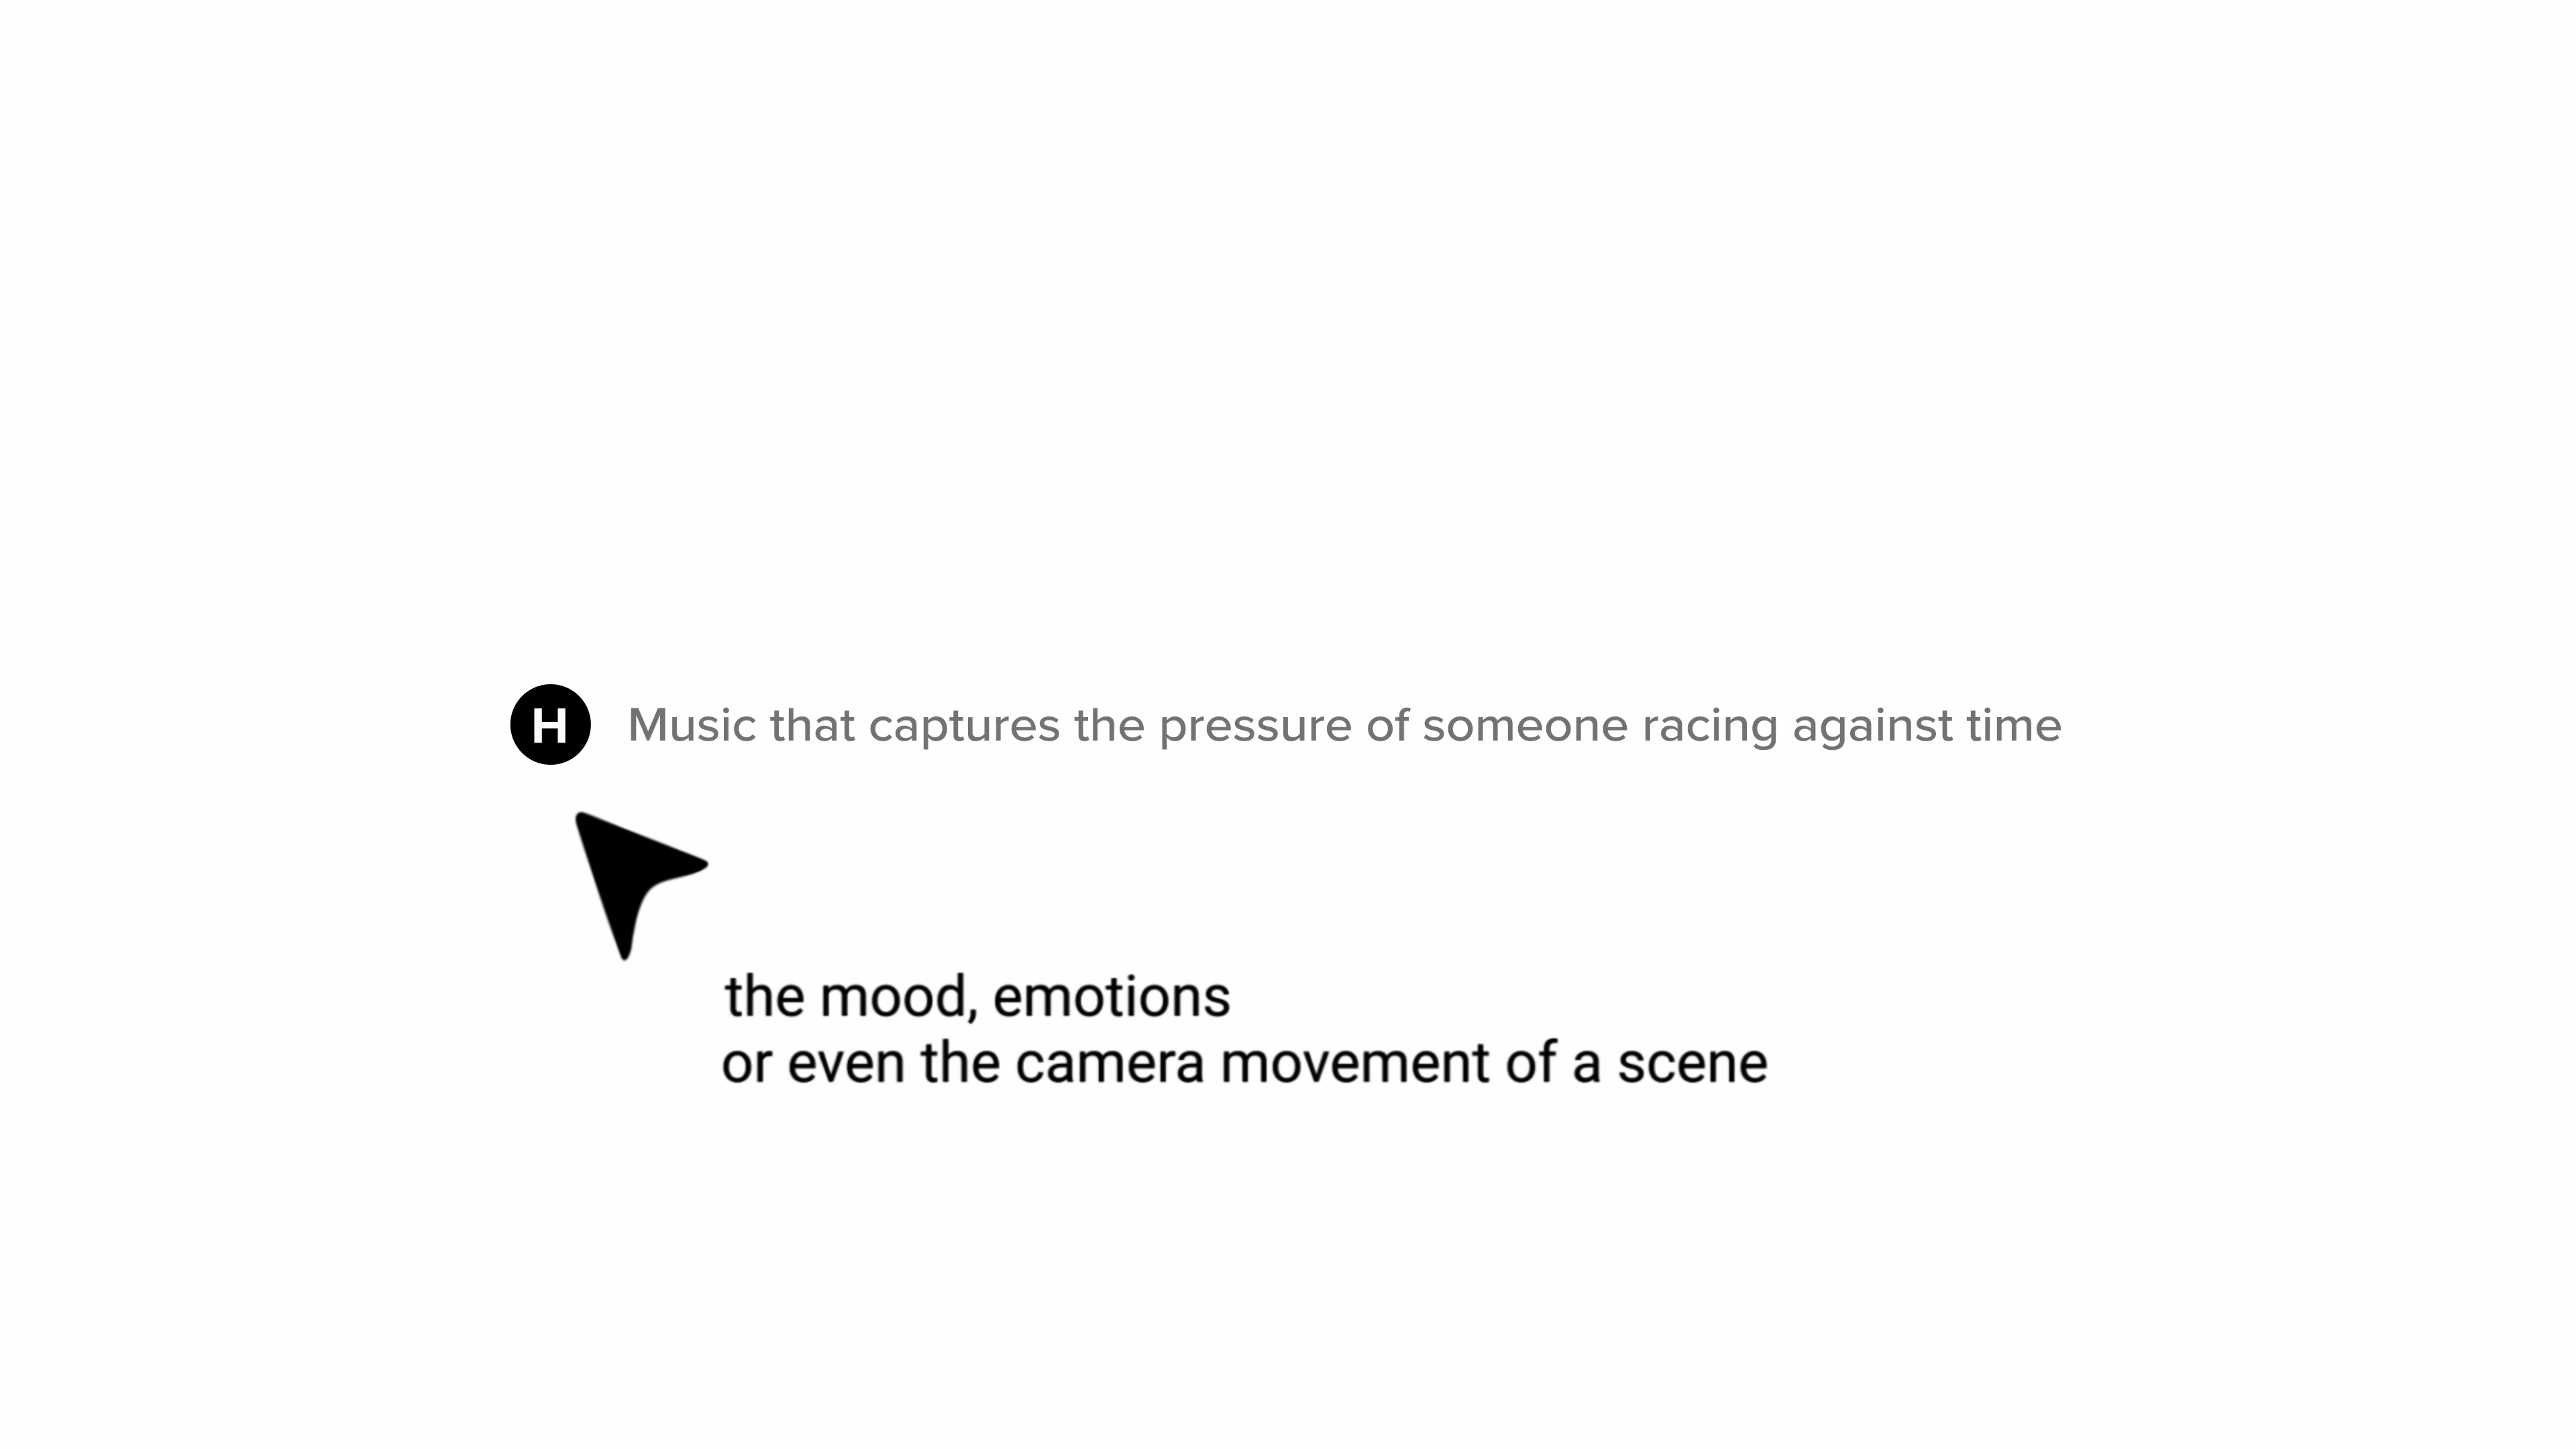 H Music that captures the pressure of someone racing against time
the mood, emotions
or even the camera movement of a scene